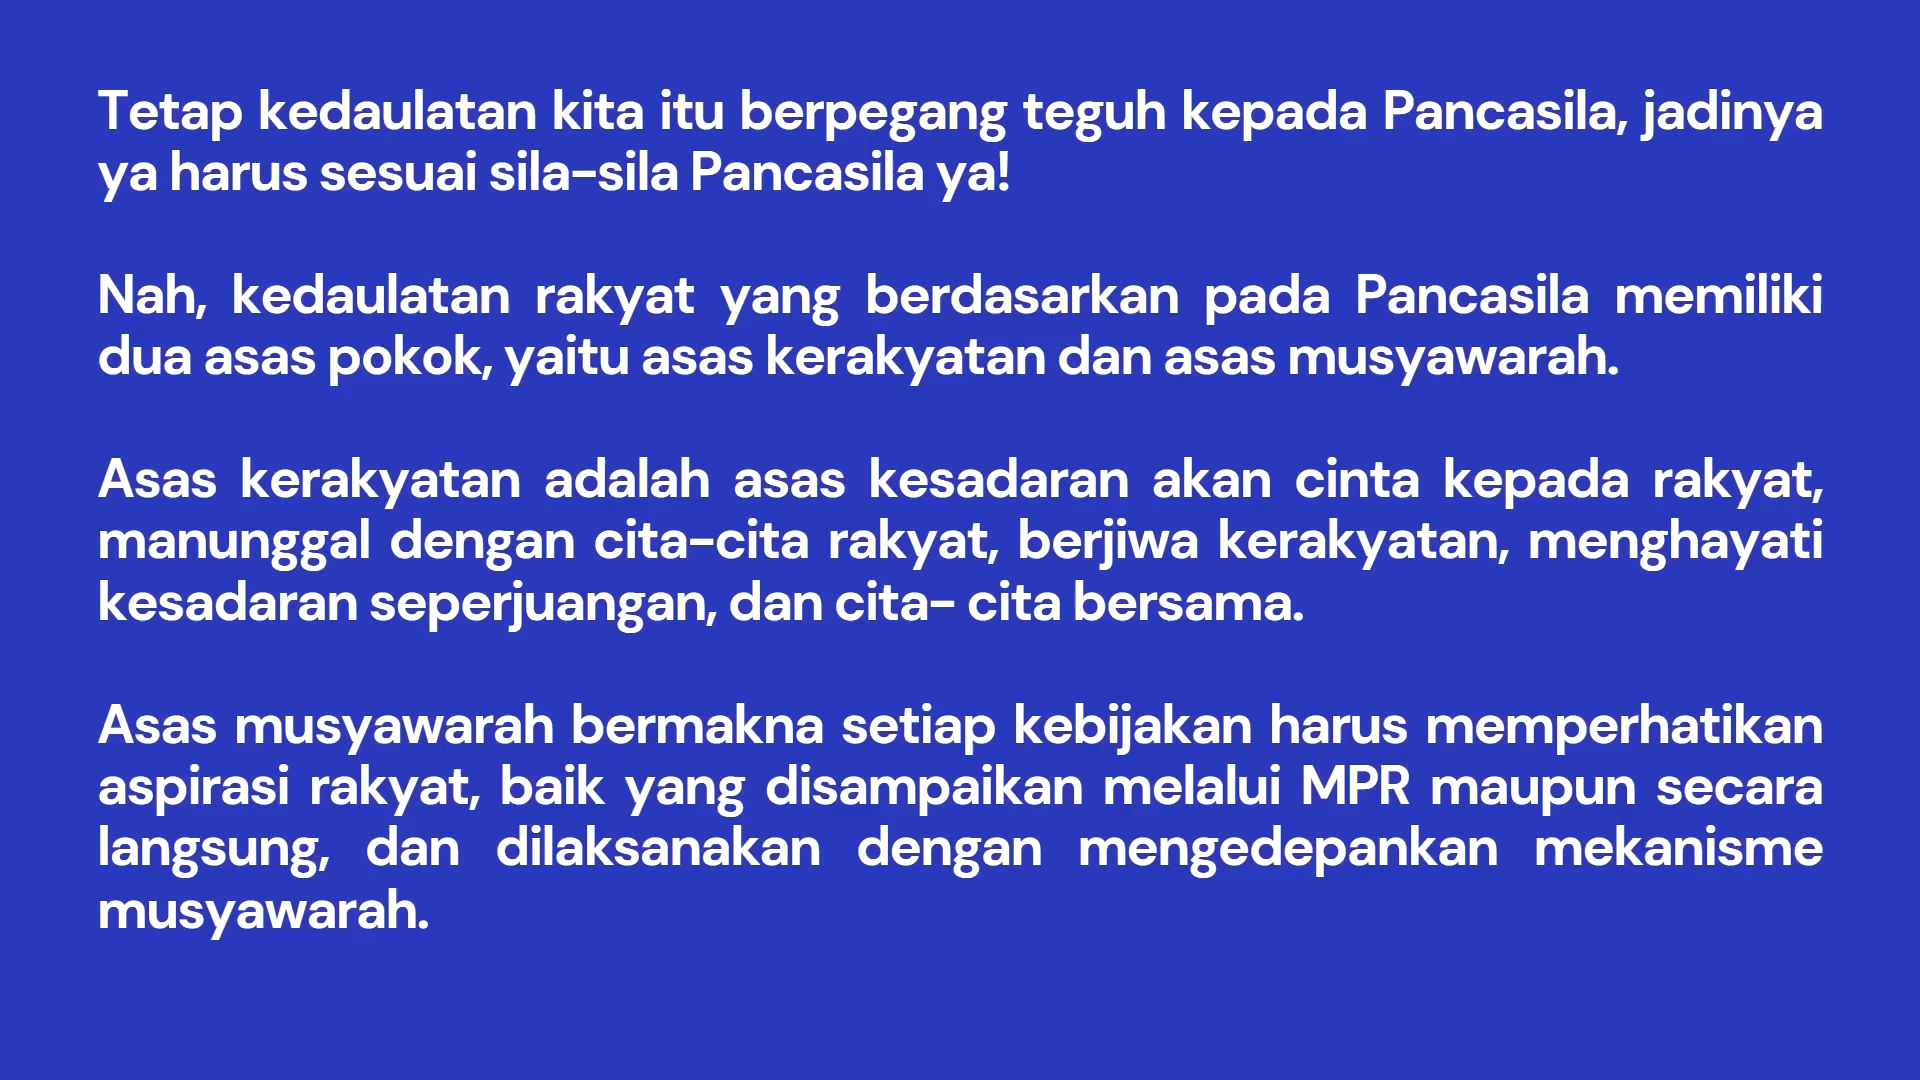 Tetap kedaulatan kita itu berpegang teguh kepada Pancasila, jadinya
ya harus sesuai sila-sila Pancasila ya!
Nah, kedaulatan rakyat yang berdasarkan pada Pancasila memiliki
dua asas pokok, yaitu asas kerakyatan dan asas musyawarah.
Asas kerakyatan adalah asas kesadaran akan cinta kepada rakyat,
manunggal dengan cita-cita rakyat, berjiwa kerakyatan, menghayati
kesadaran seperjuangan, dan cita- cita bersama.
Asas musyawarah bermakna setiap kebijakan harus memperhatikan
aspirasi rakyat, baik yang disampaikan melalui MPR maupun secara
langsung, dan dilaksanakan dengan mengedepankan mekanisme
musyawarah.